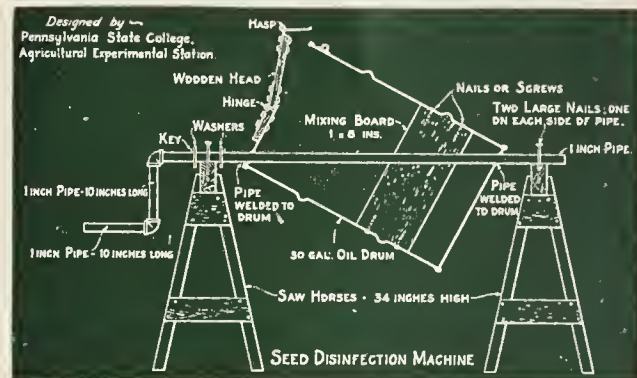 Designed by —
Pennsylvania State College,
Agricultural Experimental Station.
HASP
WOODEN HEAD
HINGE
KEY
WASHERS
MIXING BOARD
1 x 8 INS.
NAILS OR SCREWS
TWO LARGE NAILS; ONE
ON EACH SIDE OF PIPE.
1 INCH PIPE.
1 INCH PIPE-10 INCHES LONG
1 INCH PIPE - 10 INCHES LONG
PIPE
WELDED TO
DRUM
PIPE
WELDED
TO DRUM
30 GAL. OIL DRUM
SAW HORSES - 34 INCHES HIGH
SEED DISINFECTION MACHINE